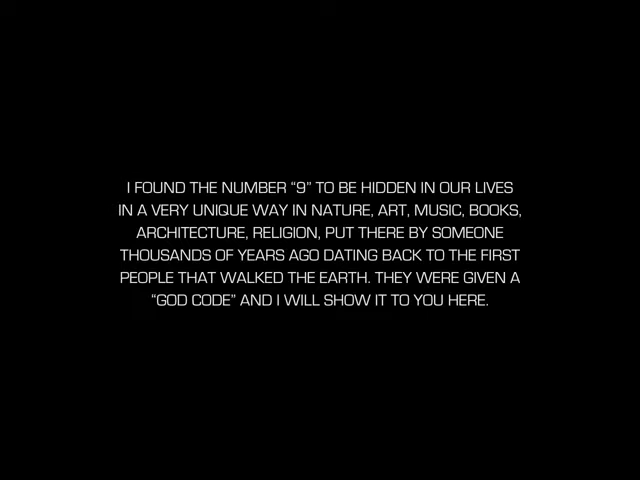 I FOUND THE NUMBER “9” TO BE HIDDEN IN OUR LIVES
IN A VERY UNIQUE WAY IN NATURE, ART, MUSIC, BOOKS,
ARCHITECTURE, RELIGION, PUT THERE BY SOMEONE
THOUSANDS OF YEARS AGO DATING BACK TO THE FIRST
PEOPLE THAT WALKED THE EARTH. THEY WERE GIVEN A
“GOD CODE” AND I WILL SHOW IT TO YOU HERE.